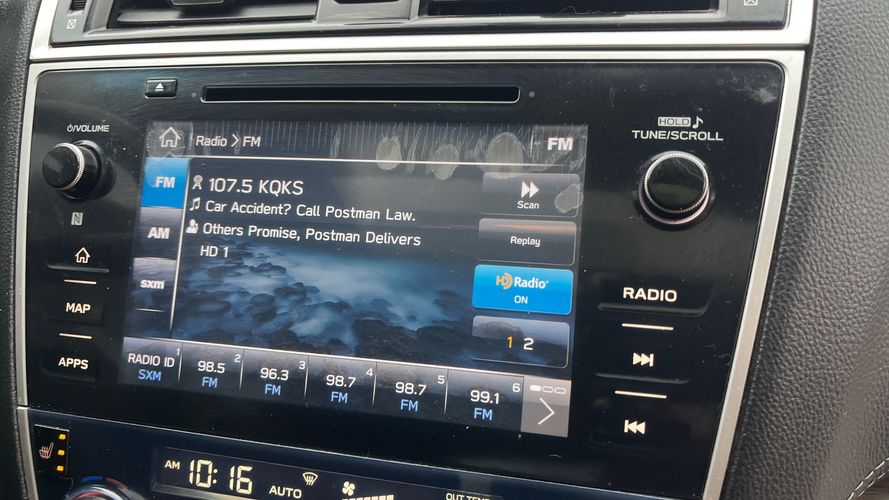 ⏻/VOLUME
HOLD ♪
TUNE/SCROLL
Radio > FM
FM
FM
107.5 KQKS
Scan
Car Accident? Call Postman Law.
AM
Others Promise, Postman Delivers
Replay
HD 1
sxm
HD Radio
ON
RADIO
MAP
1 2
APPS
RADIO ID 1
SXM
98.5 2
FM
96.3 3
FM
98.7 4
FM
98.7 5
FM
99.1 6
FM
AM 10:16
AUTO
OUT TEMP